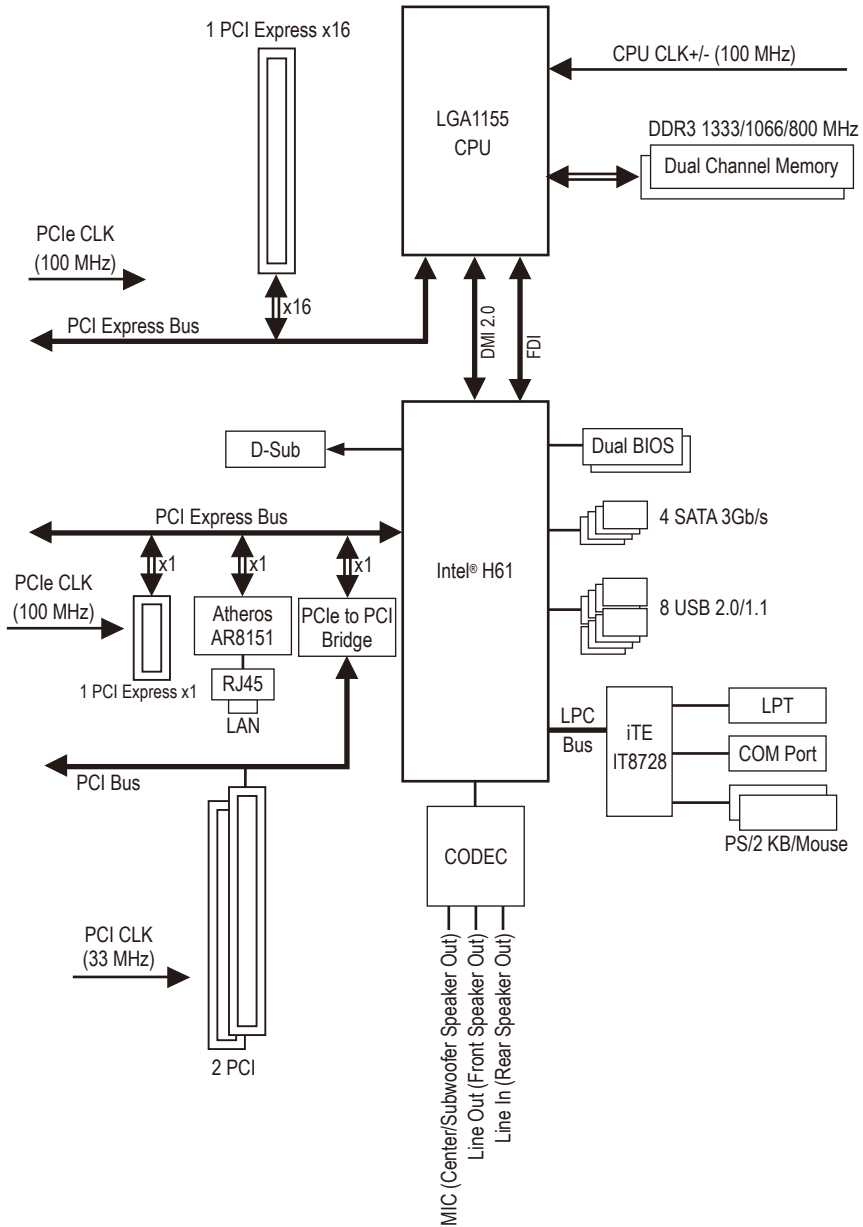 1 PCI Express x16
CPU CLK+/- (100 MHz)
LGA1155
CPU
DDR3 1333/1066/800 MHz
Dual Channel Memory
PCIe CLK
(100 MHz)
x16
PCI Express Bus
DMI 2.0
FDI
D-Sub
Dual BIOS
PCI Express Bus
4 SATA 3Gb/s
x1
x1
x1
Intel® H61
PCIe CLK
(100 MHz)
Atheros
AR8151
PCIe to PCI
Bridge
8 USB 2.0/1.1
1 PCI Express x1
RJ45
LAN
LPC
Bus
iTE
IT8728
LPT
COM Port
PS/2 KB/Mouse
PCI Bus
CODEC
PCI CLK
(33 MHz)
2 PCI
MIC (Center/Subwoofer Speaker Out)
Line Out (Front Speaker Out)
Line In (Rear Speaker Out)